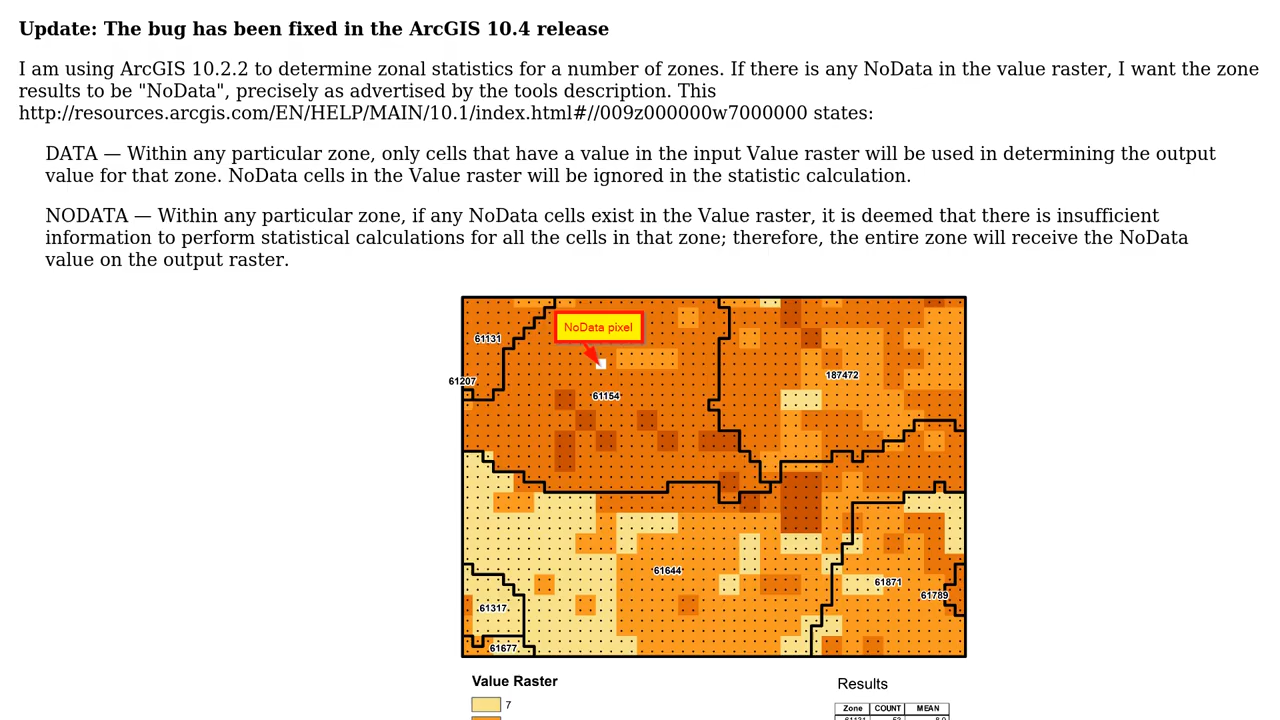 Update: The bug has been fixed in the ArcGIS 10.4 release
I am using ArcGIS 10.2.2 to determine zonal statistics for a number of zones. If there is any NoData in the value raster, I want the zone
results to be "NoData", precisely as advertised by the tools description. This
http://resources.arcgis.com/EN/HELP/MAIN/10.1/index.html#//009z000000w7000000 states:
DATA — Within any particular zone, only cells that have a value in the input Value raster will be used in determining the output
value for that zone. NoData cells in the Value raster will be ignored in the statistic calculation.
NODATA — Within any particular zone, if any NoData cells exist in the Value raster, it is deemed that there is insufficient
information to perform statistical calculations for all the cells in that zone; therefore, the entire zone will receive the NoData
value on the output raster.
NoData pixel
61131
187472
61207
61154
61644
61871
61789
61317
61677
Value Raster
Results
7
Zone COUNT MEAN